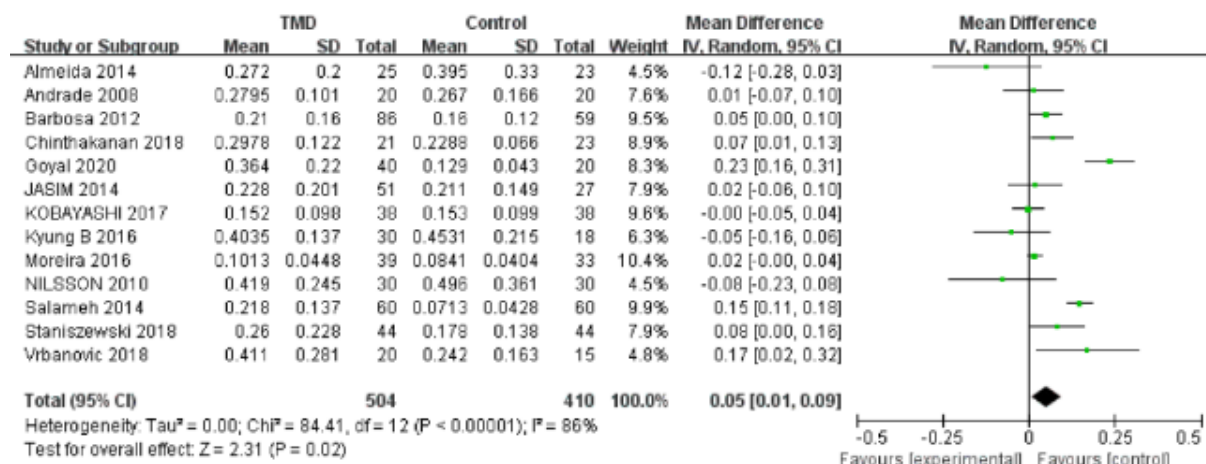 TMD Control Mean Difference Mean Difference
Study or Subgroup Mean SD Total Mean SD Total Weight IV, Random, 95% CI IV, Random, 95% CI
Almeida 2014 0.272 0.2 25 0.395 0.33 23 4.5% -0.12 [-0.28, 0.03]
Andrade 2008 0.2795 0.101 20 0.267 0.166 20 7.6% 0.01 [-0.07, 0.10]
Barbosa 2012 0.21 0.16 86 0.16 0.12 59 9.5% 0.05 [0.00, 0.10]
Chinthakanan 2018 0.2978 0.122 21 0.2288 0.066 23 8.9% 0.07 [0.01, 0.13]
Goyal 2020 0.364 0.22 40 0.129 0.043 20 8.3% 0.23 [0.16, 0.31]
JASIM 2014 0.228 0.201 51 0.211 0.149 27 7.9% 0.02 [-0.06, 0.10]
KOBAYASHI 2017 0.152 0.098 38 0.153 0.099 38 9.6% -0.00 [-0.05, 0.04]
Kyung B 2016 0.4035 0.137 30 0.4531 0.215 18 6.3% -0.05 [-0.16, 0.06]
Moreira 2016 0.1013 0.0448 39 0.0841 0.0404 33 10.4% 0.02 [-0.00, 0.04]
NILSSON 2010 0.419 0.245 30 0.496 0.361 30 4.5% -0.08 [-0.23, 0.08]
Salameh 2014 0.218 0.137 60 0.0713 0.0428 60 9.9% 0.15 [0.11, 0.18]
Staniszewski 2018 0.26 0.228 44 0.178 0.138 44 7.9% 0.08 [0.00, 0.16]
Vrbanovic 2018 0.411 0.281 20 0.242 0.163 15 4.8% 0.17 [0.02, 0.32]
Total (95% CI) 504 410 100.0% 0.05 [0.01, 0.09]
Heterogeneity: Tau² = 0.00; Chi² = 84.41, df = 12 (P < 0.00001); I² = 86%
Test for overall effect: Z = 2.31 (P = 0.02)
-0.5 -0.25 0 0.25 0.5
Favours [experimental] Favours [control]